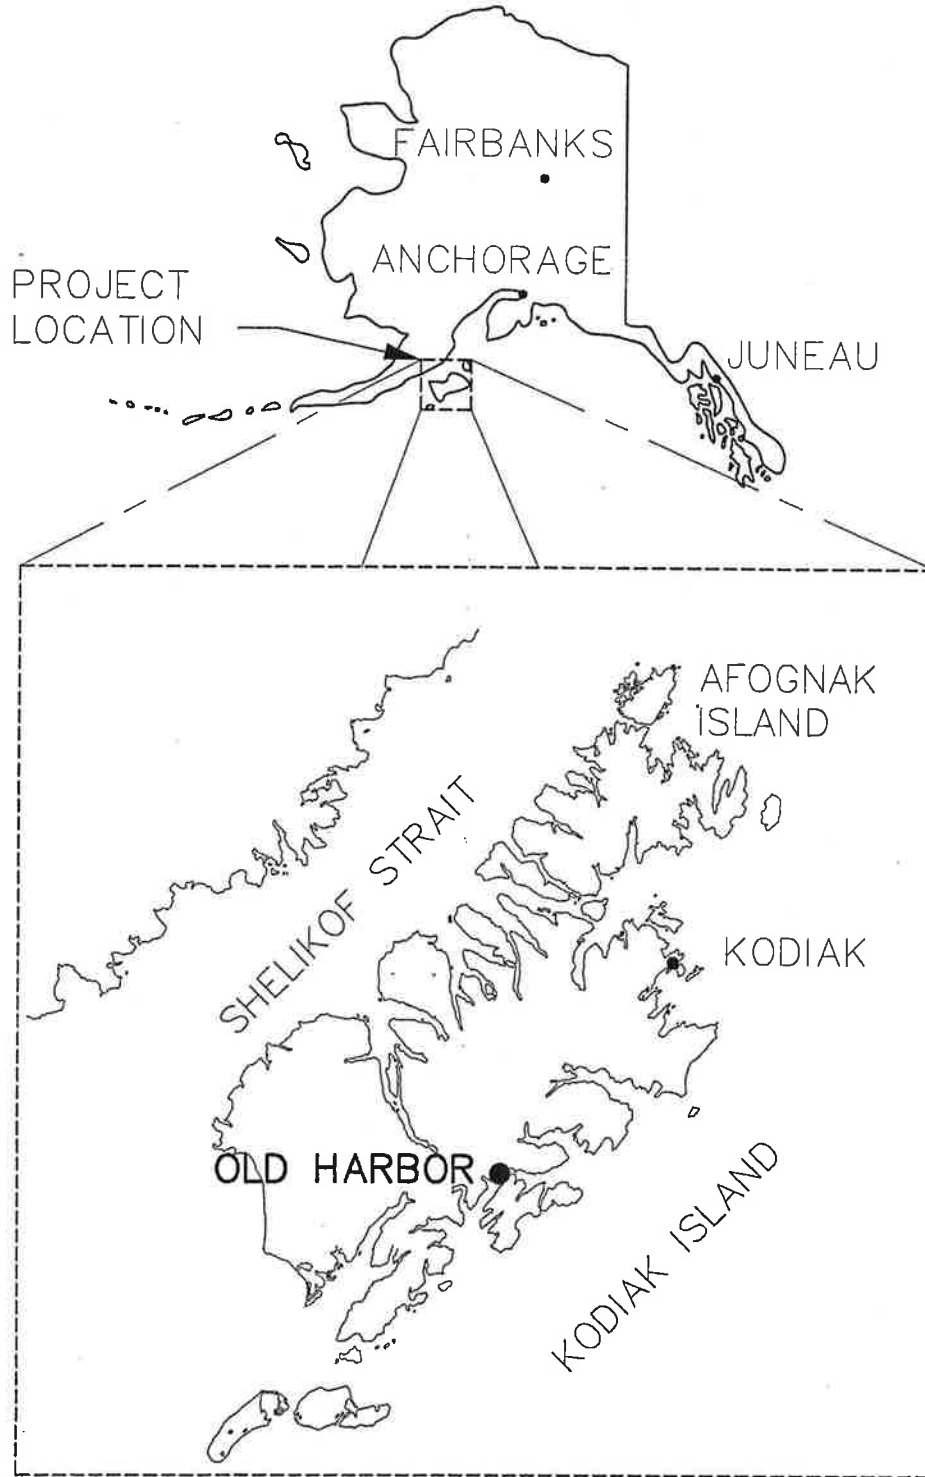 FAIRBANKS
ANCHORAGE
PROJECT
LOCATION
JUNEAU
AFOGNAK
ISLAND
SHELIKOF STRAIT
KODIAK
OLD HARBOR
KODIAK ISLAND